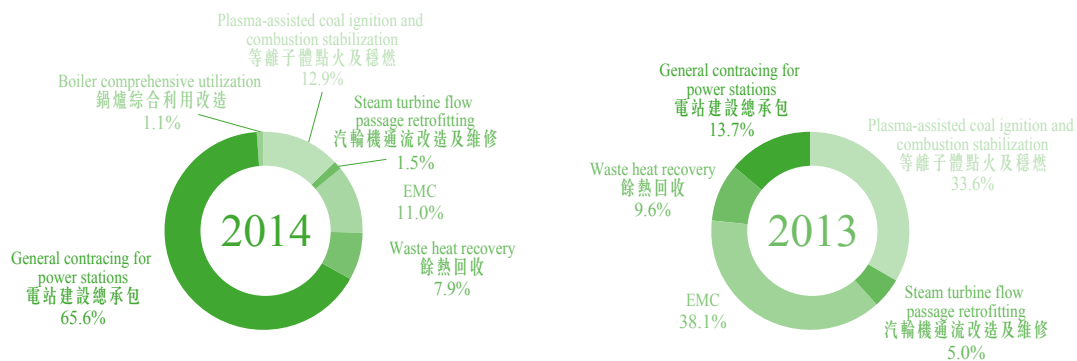 Plasma-assisted coal ignition and
combustion stabilization
等離子體點火及穩燃
12.9%
Boiler comprehensive utilization
鍋爐綜合利用改造
1.1%
Steam turbine flow
passage retrofitting
汽輪機通流改造及維修
1.5%
EMC
11.0%
Waste heat recovery
餘熱回收
7.9%
General contracing for
power stations
電站建設總承包
65.6%
2014
General contracing for
power stations
電站建設總承包
13.7%
Plasma-assisted coal ignition and
combustion stabilization
等離子體點火及穩燃
33.6%
Waste heat recovery
餘熱回收
9.6%
2013
EMC
38.1%
Steam turbine flow
passage retrofitting
汽輪機通流改造及維修
5.0%